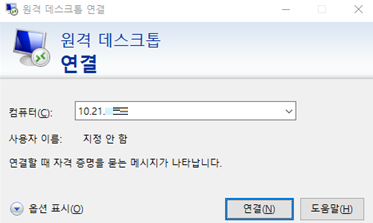 원격 데스크톱 연결
원격 데스크톱
연결
컴퓨터(C): 10.21.
사용자 이름: 지정 안 함
연결할 때 자격 증명을 묻는 메시지가 나타납니다.
옵션 표시(O) 연결(N) 도움말(H)